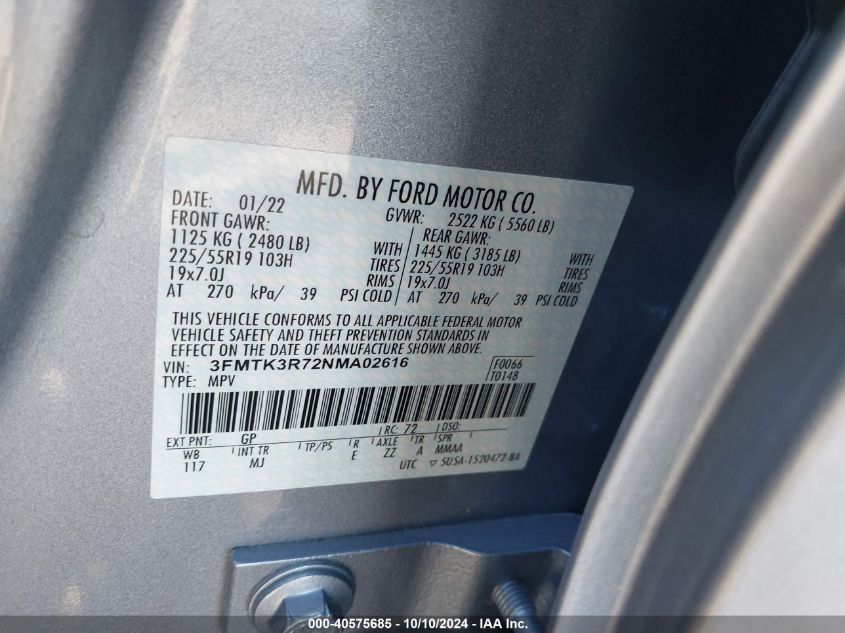 MFD. BY FORD MOTOR CO.
DATE: 01/22 GVWR: 2522 KG ( 5560 LB)
FRONT GAWR: REAR GAWR:
1125 KG ( 2480 LB) WITH 1445 KG ( 3185 LB) WITH
225/55R19 103H TIRES 225/55R19 103H TIRES
19x7.0J RIMS 19x7.0J RIMS
AT 270 kPa/ 39 PSI COLD AT 270 kPa/ 39 PSI COLD
THIS VEHICLE CONFORMS TO ALL APPLICABLE FEDERAL MOTOR
VEHICLE SAFETY AND THEFT PREVENTION STANDARDS IN
EFFECT ON THE DATE OF MANUFACTURE SHOWN ABOVE.
VIN: 3FMTK3R72NMA02616 F0066
TYPE: MPV T0148
EXT PNT: GP RC: 72 DSO:
WB INT TR TP/PS R AXLE TR SPR
117 MJ E ZZ A MMAA
UTC ▽ 5U5A-1520472-BA
000-40575685 - 10/10/2024 - IAA Inc.